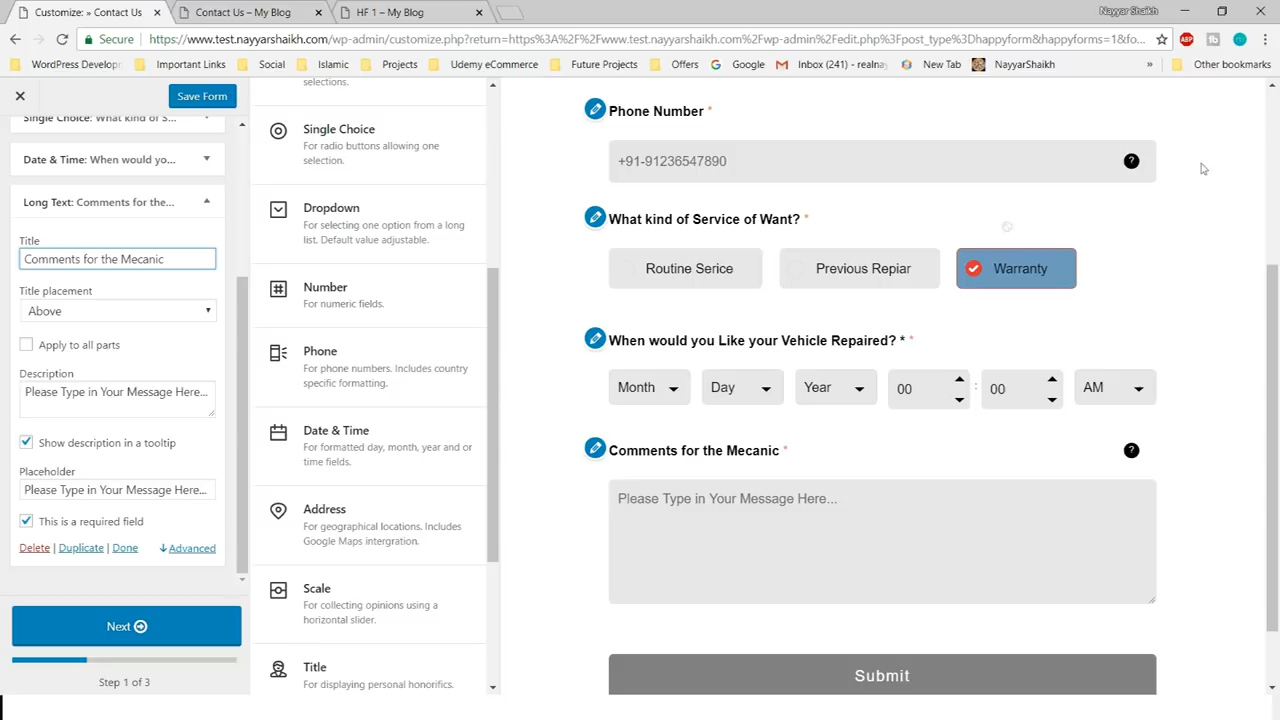 Customize: » Contact Us
Contact Us – My Blog
HF 1 – My Blog
Nayyar Shaikh
Secure
https://www.test.nayyarshaikh.com/wp-admin/customize.php?return=https%3A%2F%2Fwww.test.nayyarshaikh.com%2Fwp-admin%2Fedit.php%3Fpost_type%3Dhappyform&happyforms=1&fo...
WordPress Develop
Important Links
Social
Islamic
Projects
Udemy eCommerce
Future Projects
Offers
Google
Inbox (241) - realna
New Tab
NayyarShaikh
»
Other bookmarks
Save Form
Single Choice: What kind of S...
Date & Time: When would yo...
Long Text: Comments for the...
Title
Comments for the Mecanic
Title placement
Above
Apply to all parts
Description
Please Type in Your Message Here...
Show description in a tooltip
Placeholder
Please Type in Your Message Here...
This is a required field
Delete | Duplicate | Done
Advanced
Next
Step 1 of 3
selections.
Single Choice
For radio buttons allowing one
selection.
Dropdown
For selecting one option from a long
list. Default value adjustable.
Number
For numeric fields.
Phone
For phone numbers. Includes country
specific formatting.
Date & Time
For formatted day, month, year and or
time fields.
Address
For geographical locations. Includes
Google Maps intergration.
Scale
For collecting opinions using a
horizontal slider.
Title
For displaying personal honorifics.
Phone Number *
+91-91236547890
?
What kind of Service of Want? *
Routine Serice
Previous Repiar
Warranty
When would you Like your Vehicle Repaired? * *
Month
Day
Year
00
:
00
AM
Comments for the Mecanic *
?
Please Type in Your Message Here...
Submit